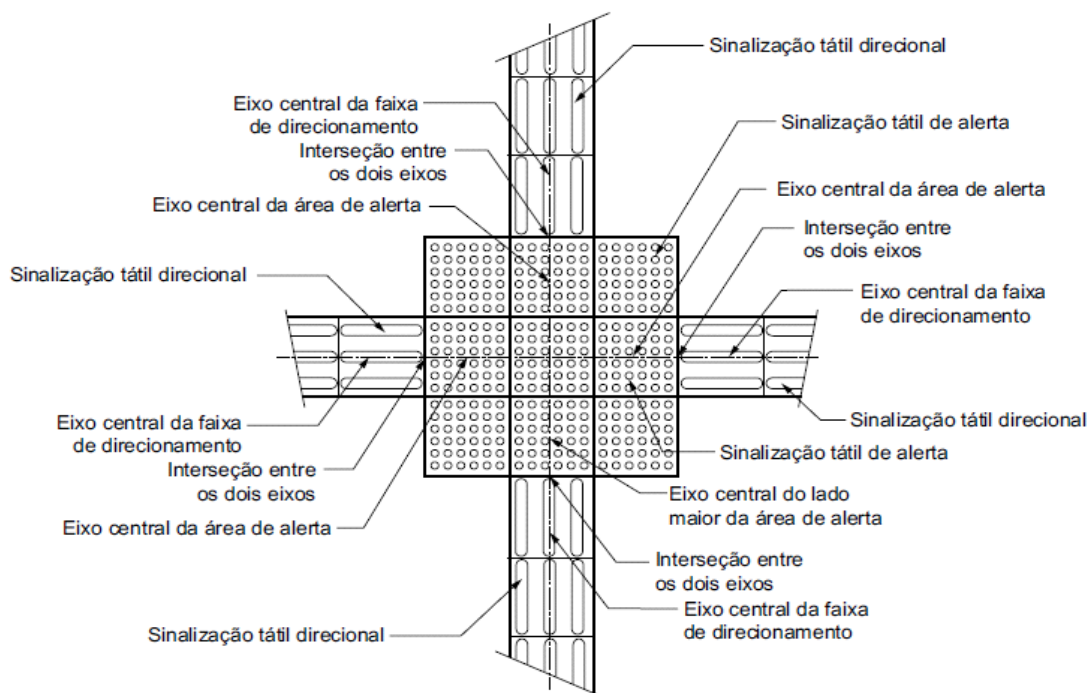 Sinalização tátil direcional
Eixo central da faixa
de direcionamento
Interseção entre
os dois eixos
Eixo central da área de alerta
Sinalização tátil de alerta
Eixo central da área de alerta
Interseção entre
os dois eixos
Eixo central da faixa
de direcionamento
Sinalização tátil direcional
Eixo central da faixa
de direcionamento
Interseção entre
os dois eixos
Eixo central da área de alerta
Sinalização tátil direcional
Sinalização tátil de alerta
Eixo central do lado
maior da área de alerta
Interseção entre
os dois eixos
Eixo central da faixa
de direcionamento
Sinalização tátil direcional